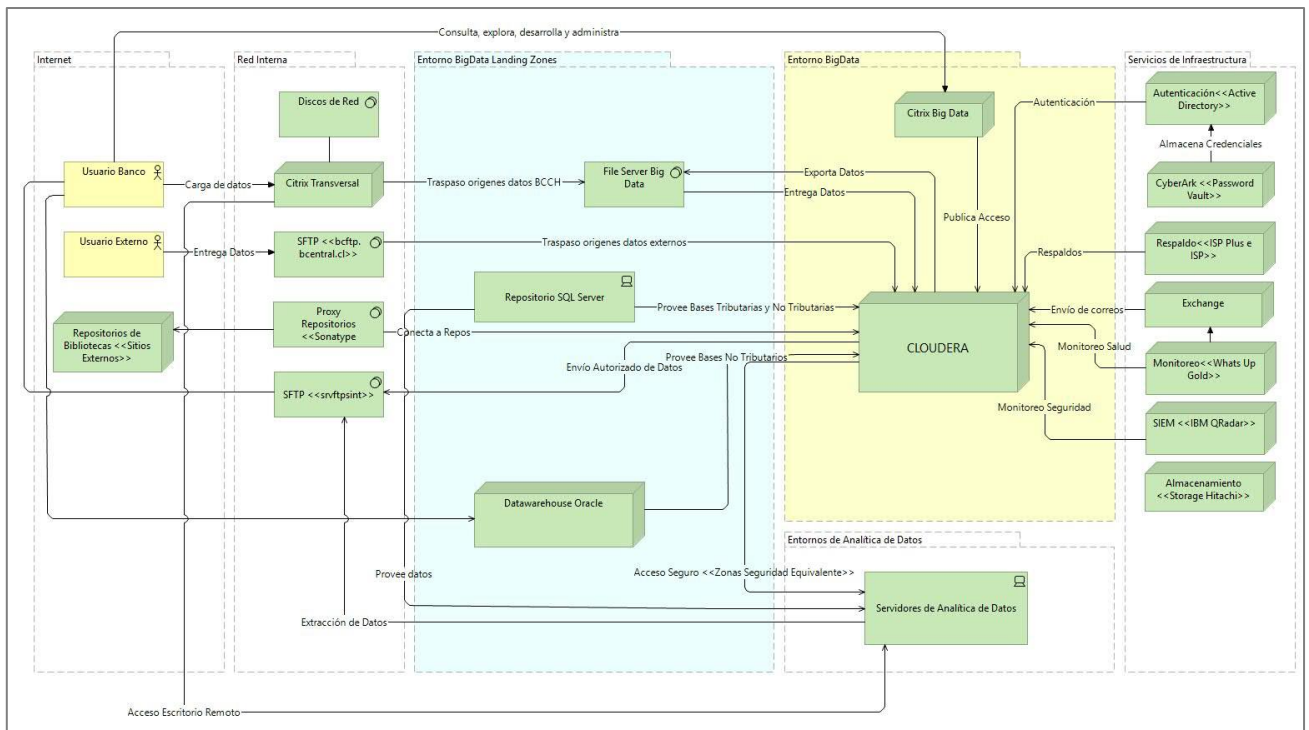 Consulta, explora, desarrolla y administra
Internet
Red Interna
Entorno BigData Landing Zones
Entorno BigData
Servicios de Infraestructura
Discos de Red
Citrix Big Data
Autenticación
Autenticación<<Active
Directory>>
Almacena Credenciales
Usuario Banco
Carga de datos
Citrix Transversal
Traspaso origenes datos BCCH
File Server Big
Data
Exporta Datos
Entrega Datos
Publica Acceso
CyberArk <<Password
Vault>>
Usuario Externo
Entrega Datos
SFTP <<bcftp.
bcentral.cl>>
Traspaso origenes datos externos
Respaldos
Respaldo<<ISP Plus e
ISP>>
Repositorio SQL Server
Provee Bases Tributarias y No Tributarias
Envío de correos
Exchange
Repositorios de
Bibliotecas <<Sitios
Externos>>
Proxy
Repositorios
<<Sonatype
Conecta a Repos
CLOUDERA
Monitoreo Salud
Monitoreo<<Whats Up
Gold>>
Provee Bases No Tributarios
Envío Autorizado de Datos
SFTP <<srvftpsint>>
Monitoreo Seguridad
SIEM <<IBM QRadar>>
Almacenamiento
<<Storage Hitachi>>
Datawarehouse Oracle
Entornos de Analítica de Datos
Provee datos
Acceso Seguro <<Zonas Seguridad Equivalente>>
Servidores de Analítica de Datos
Extracción de Datos
Acceso Escritorio Remoto